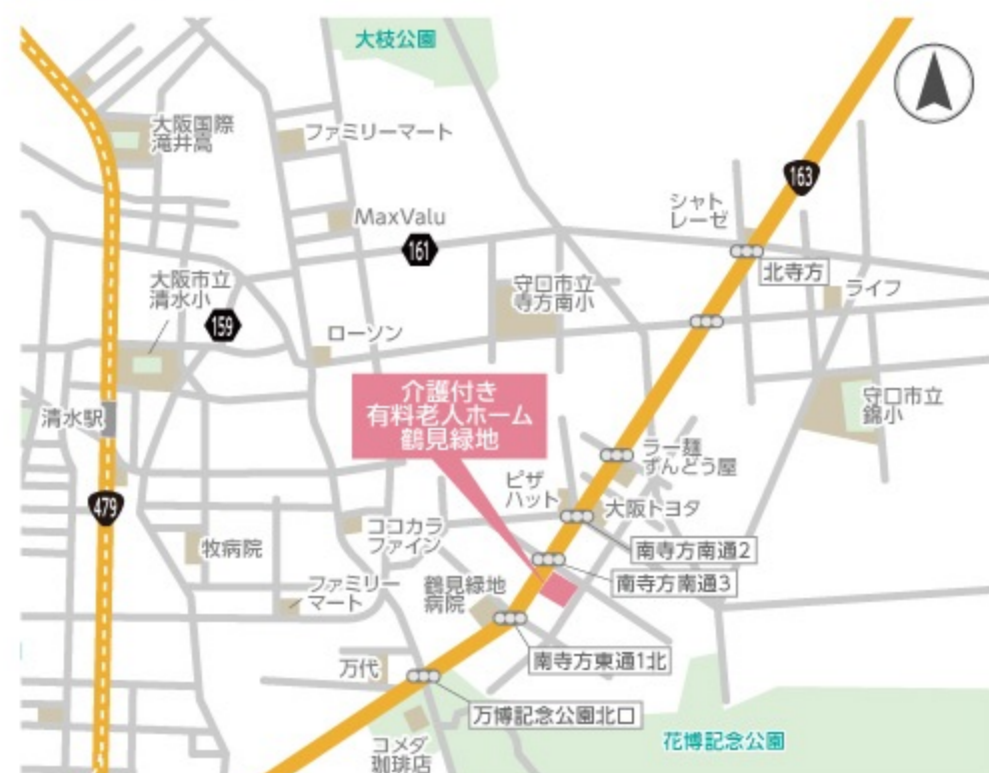 大枝公園
大阪国際
滝井高
ファミリーマート
163
シャト
レーゼ
MaxValu
161
北寺方
大阪市立
清水小
守口市立
寺方南小
ライフ
159
ローソン
介護付き
有料老人ホーム
鶴見緑地
守口市立
錦小
清水駅
ラー麺
ずんどう屋
ピザ
ハット
479
大阪トヨタ
ココカラ
ファイン
牧病院
南寺方南通2
南寺方南通3
ファミリー
マート
鶴見緑地
病院
南寺方東通1北
万代
万博記念公園北口
花博記念公園
コメダ
珈琲店